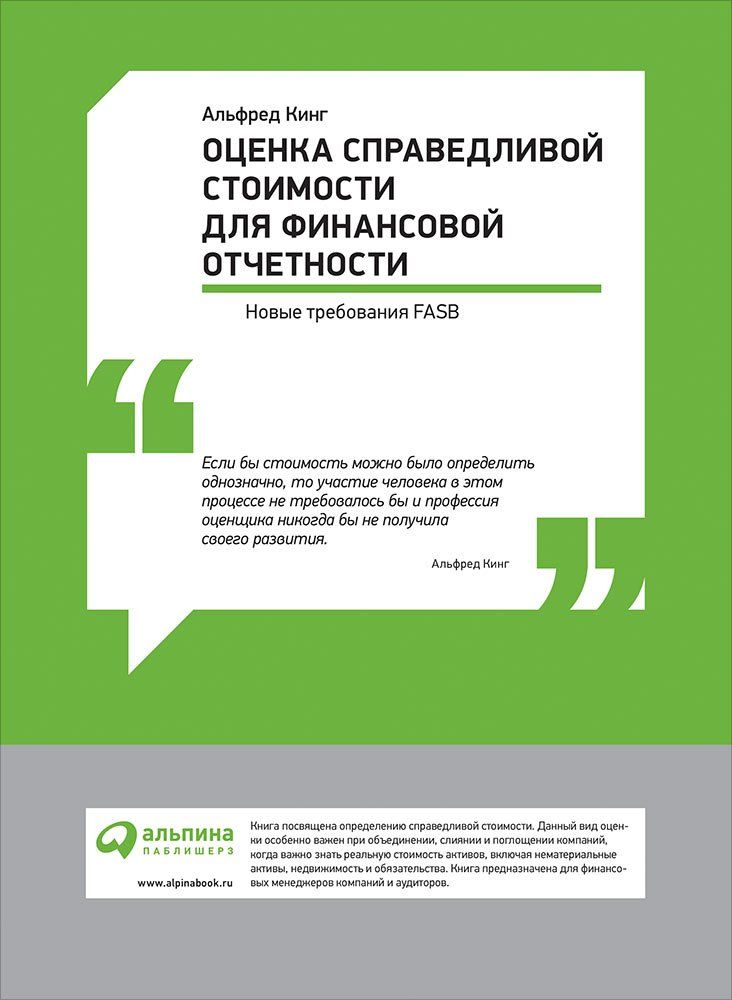 Альфред Кинг
ОЦЕНКА СПРАВЕДЛИВОЙ
СТОИМОСТИ
ДЛЯ ФИНАНСОВОЙ
ОТЧЕТНОСТИ
Новые требования FASB
Если бы стоимость можно было определить
однозначно, то участие человека в этом
процессе не требовалось бы и профессия
оценщика никогда бы не получила
своего развития.
Альфред Кинг
альпина
ПАБЛИШЕРЗ
www.alpinabook.ru
Книга посвящена определению справедливой стоимости. Данный вид оцен-
ки особенно важен при объединении, слиянии и поглощении компаний,
когда важно знать реальную стоимость активов, включая нематериальные
активы, недвижимость и обязательства. Книга предназначена для финансо-
вых менеджеров компаний и аудиторов.